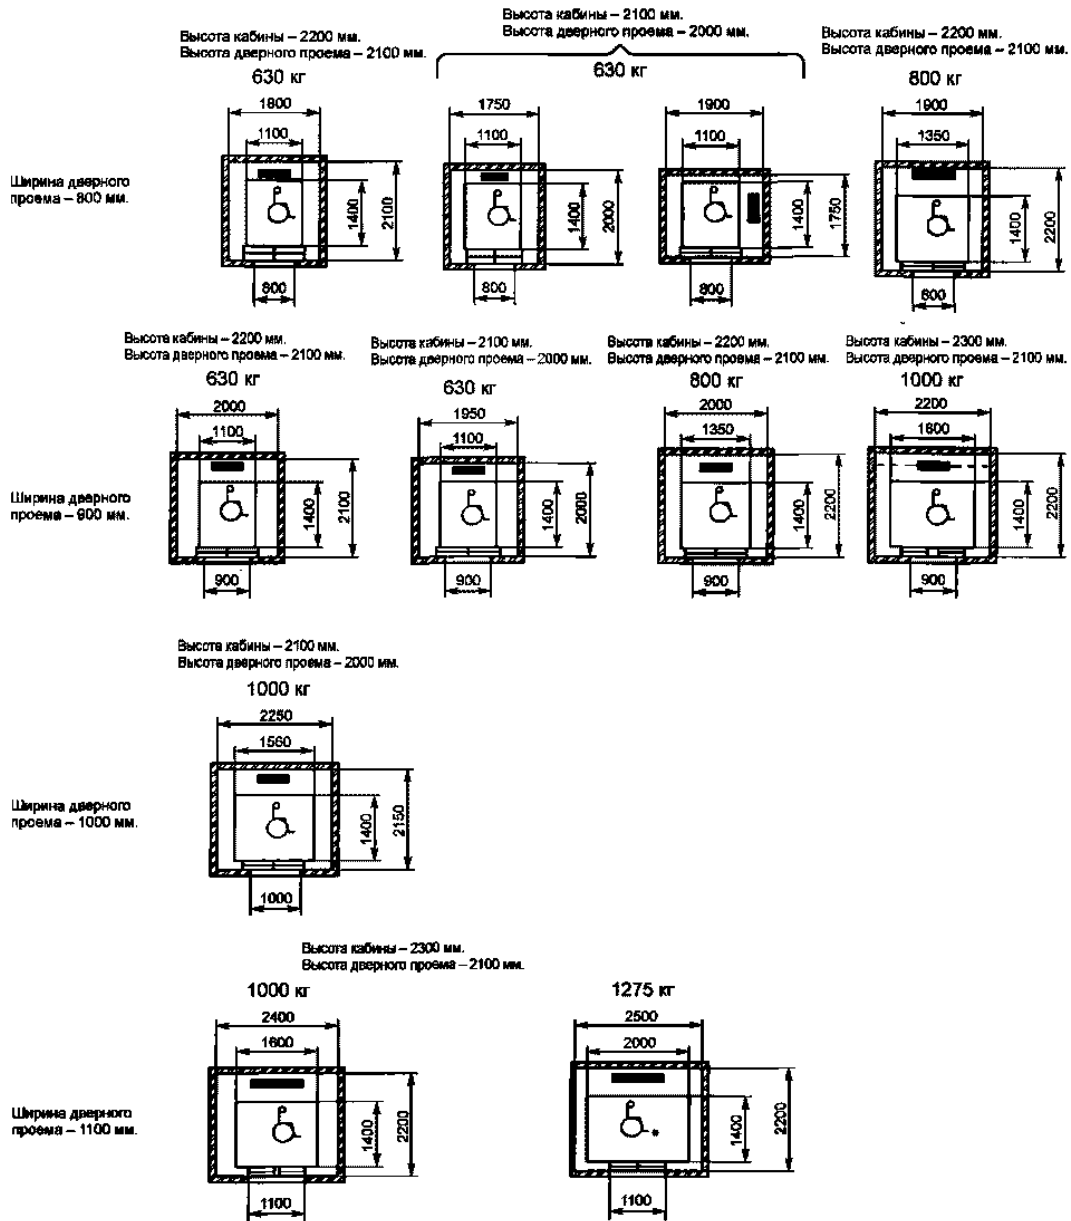 Высота кабины – 2200 мм.
Высота дверного проема – 2100 мм.
630 кг
Высота кабины – 2100 мм.
Высота дверного проема – 2000 мм.
630 кг
Высота кабины – 2200 мм.
Высота дверного проема – 2100 мм.
800 кг
Ширина дверного
проема – 800 мм.
1800
1100
1400
2100
800
1750
1100
1400
2000
800
1900
1100
1400
1750
800
1900
1350
1400
2200
800
Высота кабины – 2200 мм.
Высота дверного проема – 2100 мм.
630 кг
Высота кабины – 2100 мм.
Высота дверного проема – 2000 мм.
630 кг
Высота кабины – 2200 мм.
Высота дверного проема – 2100 мм.
800 кг
Высота кабины – 2300 мм.
Высота дверного проема – 2100 мм.
1000 кг
Ширина дверного
проема – 900 мм.
2000
1100
1400
2100
900
1950
1100
1400
2000
900
2000
1350
1400
2200
900
2200
1600
1400
2200
900
Высота кабины – 2100 мм.
Высота дверного проема – 2000 мм.
1000 кг
Ширина дверного
проема – 1000 мм.
2250
1560
1400
2150
1000
Высота кабины – 2300 мм.
Высота дверного проема – 2100 мм.
1000 кг
1275 кг
Ширина дверного
проема – 1100 мм.
2400
1600
1400
2200
1100
2500
2000
*
1400
2200
1100